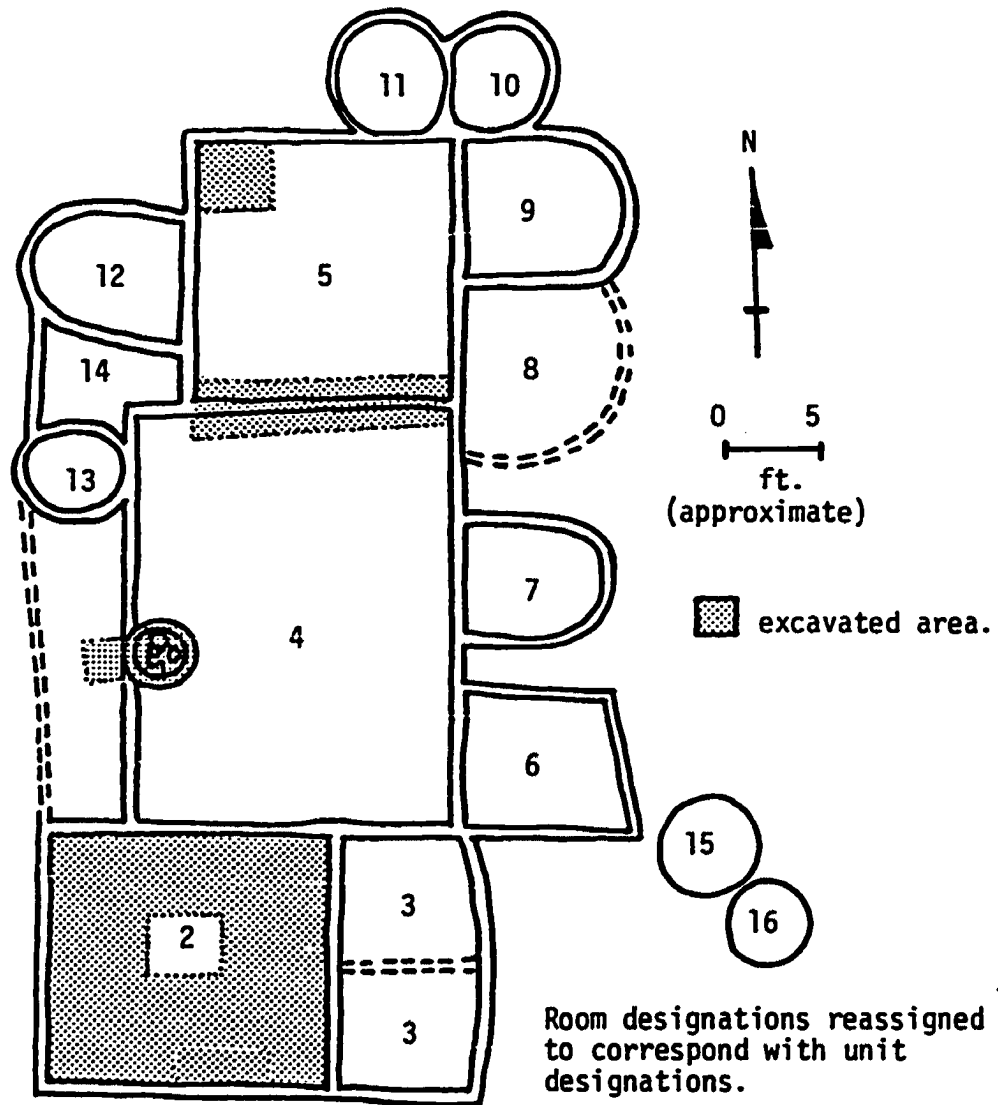 11
10
N
9
5
12
8
14
0 5
ft.
(approximate)
13
7
excavated area.
4
6
15
3
2
16
3
Room designations reassigned
to correspond with unit
designations.